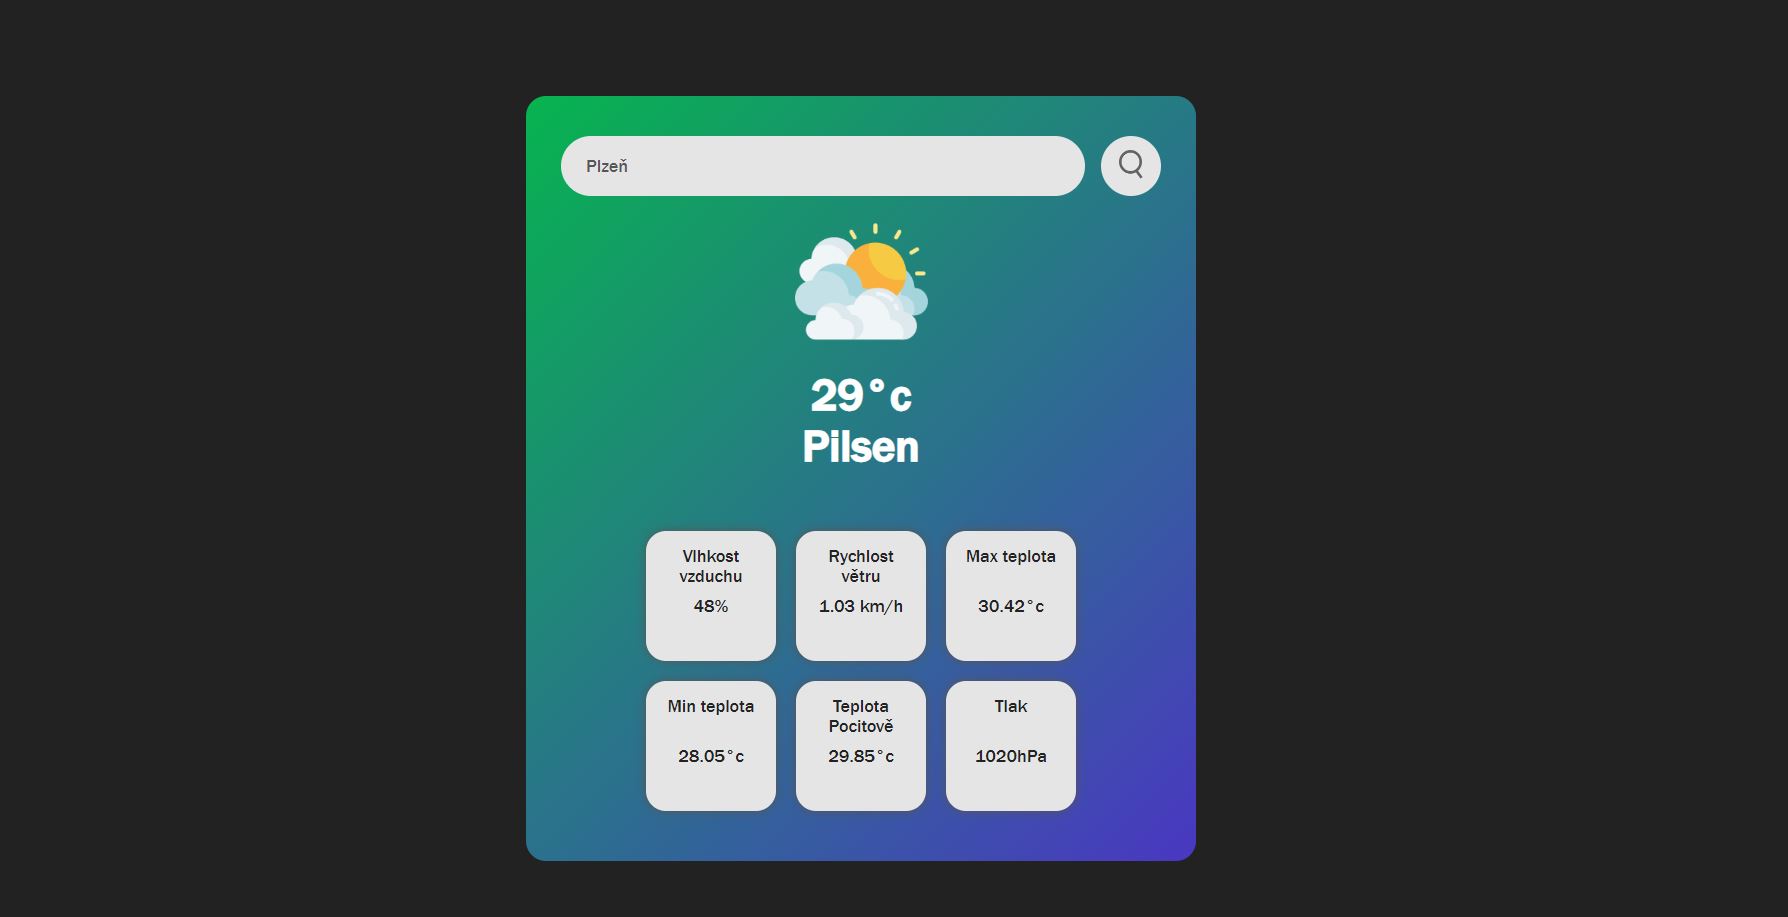 Plzeň
29°c
Pilsen
Vlhkost
vzduchu
48%
Rychlost
větru
1.03 km/h
Max teplota
30.42°c
Min teplota
28.05°c
Teplota
Pocitově
29.85°c
Tlak
1020hPa